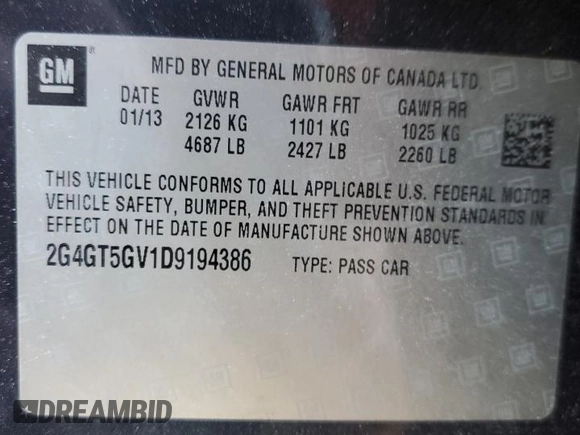 GM ®
MFD BY GENERAL MOTORS OF CANADA LTD.
DATE GVWR GAWR FRT GAWR RR
01/13 2126 KG 1101 KG 1025 KG
4687 LB 2427 LB 2260 LB
THIS VEHICLE CONFORMS TO ALL APPLICABLE U.S. FEDERAL MOTOR
VEHICLE SAFETY, BUMPER, AND THEFT PREVENTION STANDARDS IN
EFFECT ON THE DATE OF MANUFACTURE SHOWN ABOVE.
2G4GT5GV1D9194386 TYPE: PASS CAR
DREAMBID